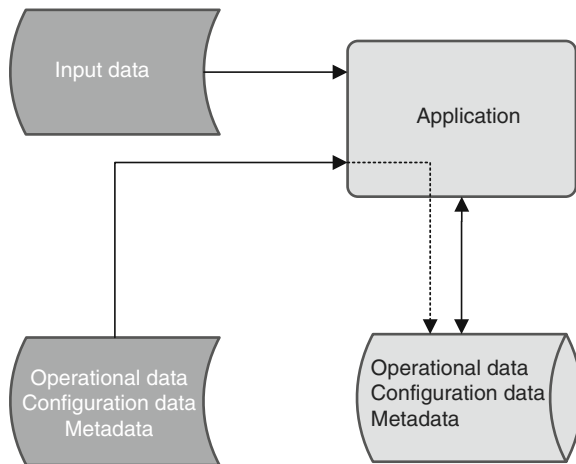 Input data
Application
Operational data
Configuration data
Metadata
Operational data
Configuration data
Metadata